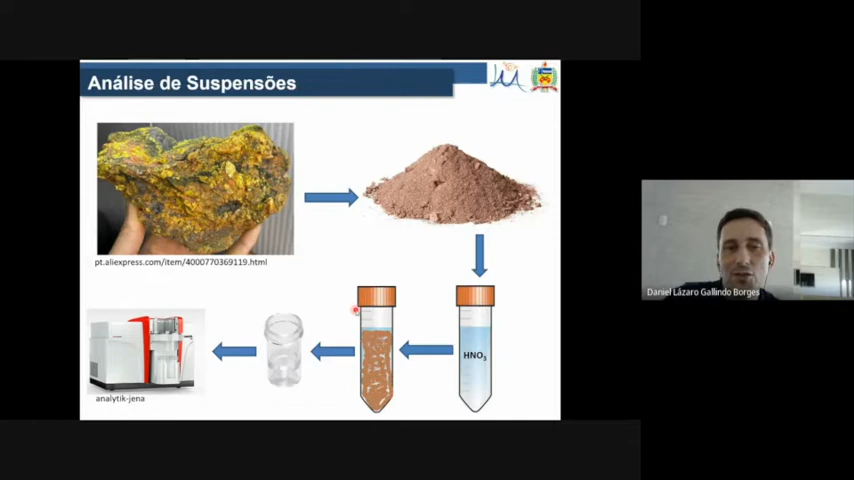 Análise de Suspensões
pt.aliexpress.com/item/4000770369119.html
HNO₃
analytik-jena
Daniel Lázaro Gallindo Borges